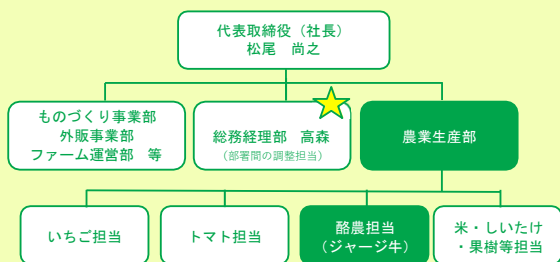 代表取締役（社長）
松尾　尚之
ものづくり事業部
外販事業部
ファーム運営部　等
総務経理部　高森
（部署間の調整担当）
農業生産部
いちご担当
トマト担当
酪農担当
（ジャージ牛）
米・しいたけ
・果樹等担当